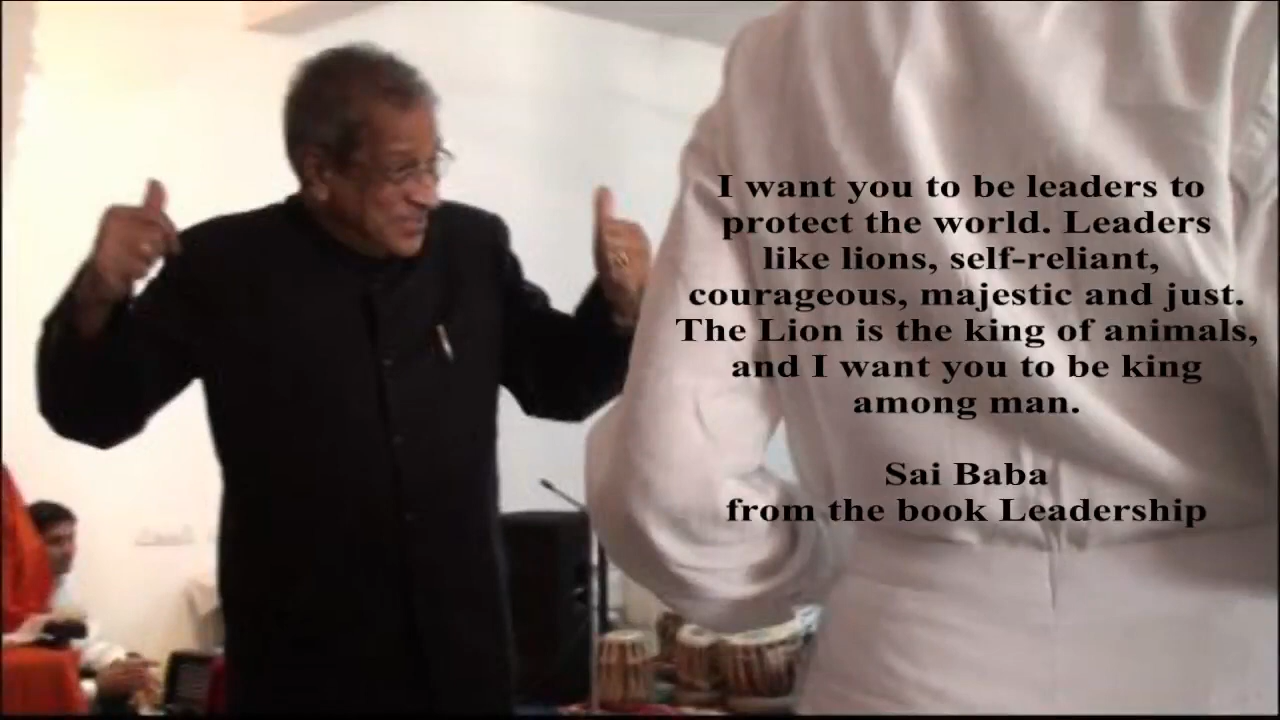 I want you to be leaders to
protect the world. Leaders
like lions, self-reliant,
courageous, majestic and just.
The Lion is the king of animals,
and I want you to be king
among man.
Sai Baba
from the book Leadership